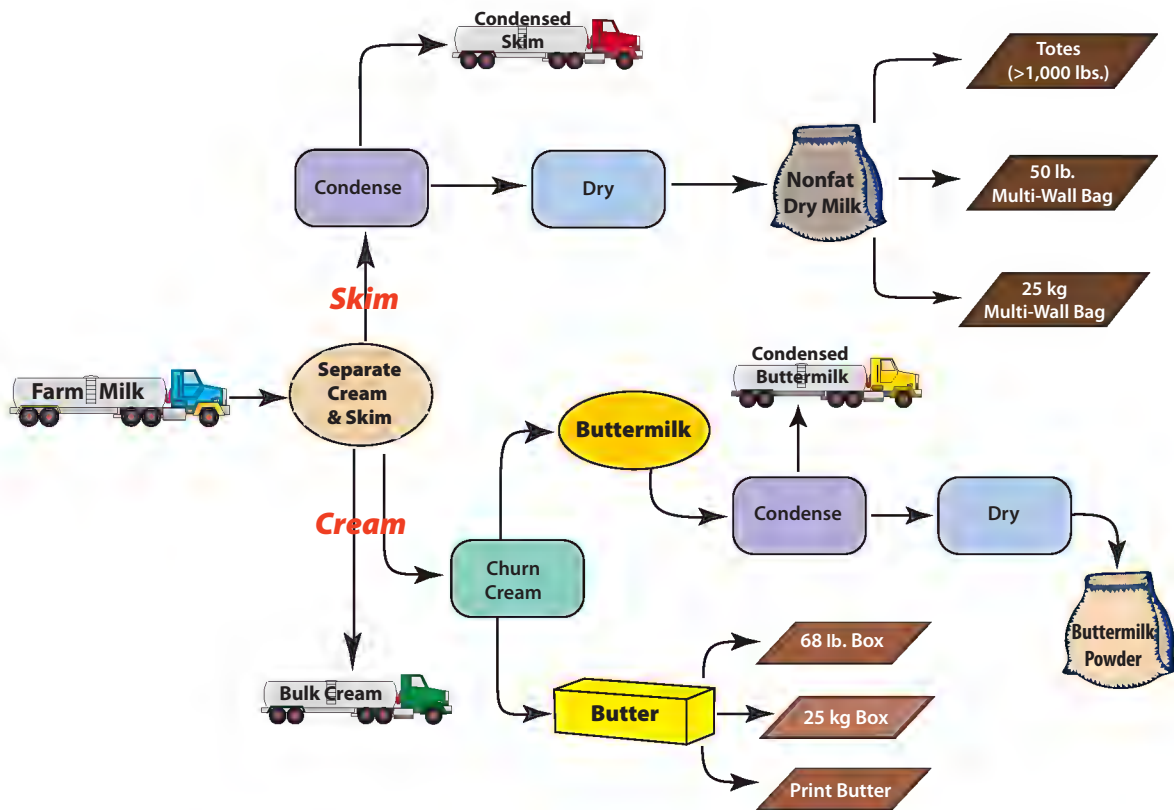 Condensed
Skim
Totes
(>1,000 lbs.)
Condense
Dry
Nonfat
Dry Milk
50 lb.
Multi-Wall Bag
Skim
25 kg
Multi-Wall Bag
Farm Milk
Separate
Cream
& Skim
Condensed
Buttermilk
Buttermilk
Cream
Condense
Dry
Churn
Cream
Buttermilk
Powder
68 lb. Box
Bulk Cream
Butter
25 kg Box
Print Butter